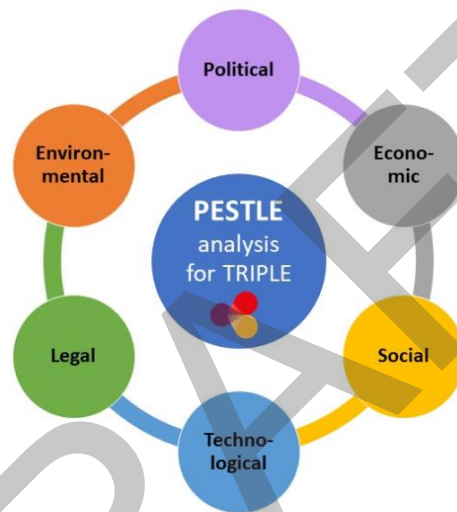 Political
Econo-
mic
Social
Techno-
logical
Legal
Environ-
mental
PESTLE
analysis
for TRIPLE